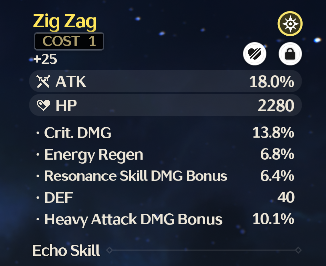 Zig Zag
COST 1
+25
ATK 18.0%
HP 2280
· Crit. DMG 13.8%
· Energy Regen 6.8%
· Resonance Skill DMG Bonus 6.4%
· DEF 40
· Heavy Attack DMG Bonus 10.1%
Echo Skill